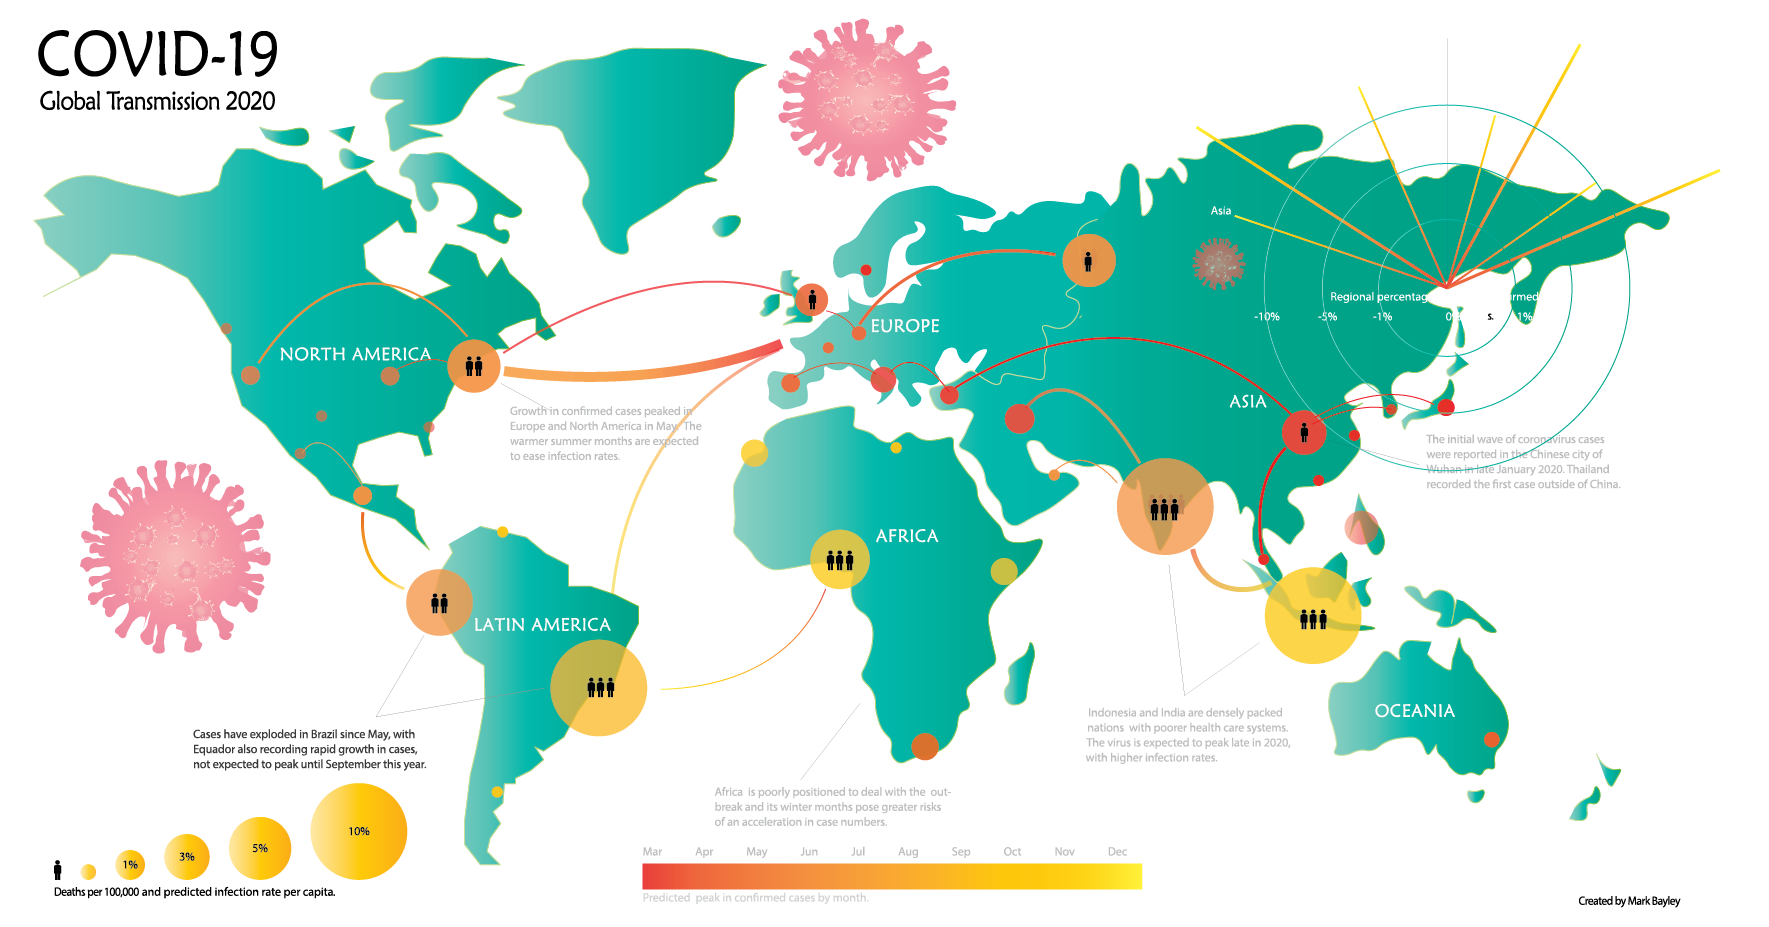 COVID-19
Global Transmission 2020
Asia
Regional percentag
rmed
-10%
-5%
-1%
0%
s.
1%
NORTH AMERICA
EUROPE
ASIA
Growth in confirmed cases peaked in
Europe and North America in May. The
warmer summer months are expected
to ease infection rates.
The initial wave of coronavirus cases
were reported in the Chinese city of
Wuhan in late January 2020. Thailand
recorded the first case outside of China.
AFRICA
LATIN AMERICA
OCEANIA
Indonesia and India are densely packed
nations with poorer health care systems.
The virus is expected to peak late in 2020,
with higher infection rates.
Cases have exploded in Brazil since May, with
Equador also recording rapid growth in cases,
not expected to peak until September this year.
Africa is poorly positioned to deal with the out-
break and its winter months pose greater risks
of an acceleration in case numbers.
1%
3%
5%
10%
Deaths per 100,000 and predicted infection rate per capita.
Mar Apr May Jun Jul Aug Sep Oct Nov Dec
Predicted peak in confirmed cases by month.
Created by Mark Bayley